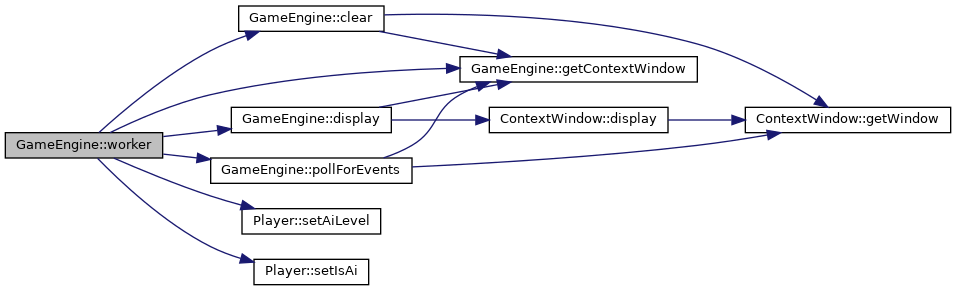 GameEngine::clear
GameEngine::getContextWindow
GameEngine::display
ContextWindow::display
ContextWindow::getWindow
GameEngine::worker
GameEngine::pollForEvents
Player::setAiLevel
Player::setIsAi